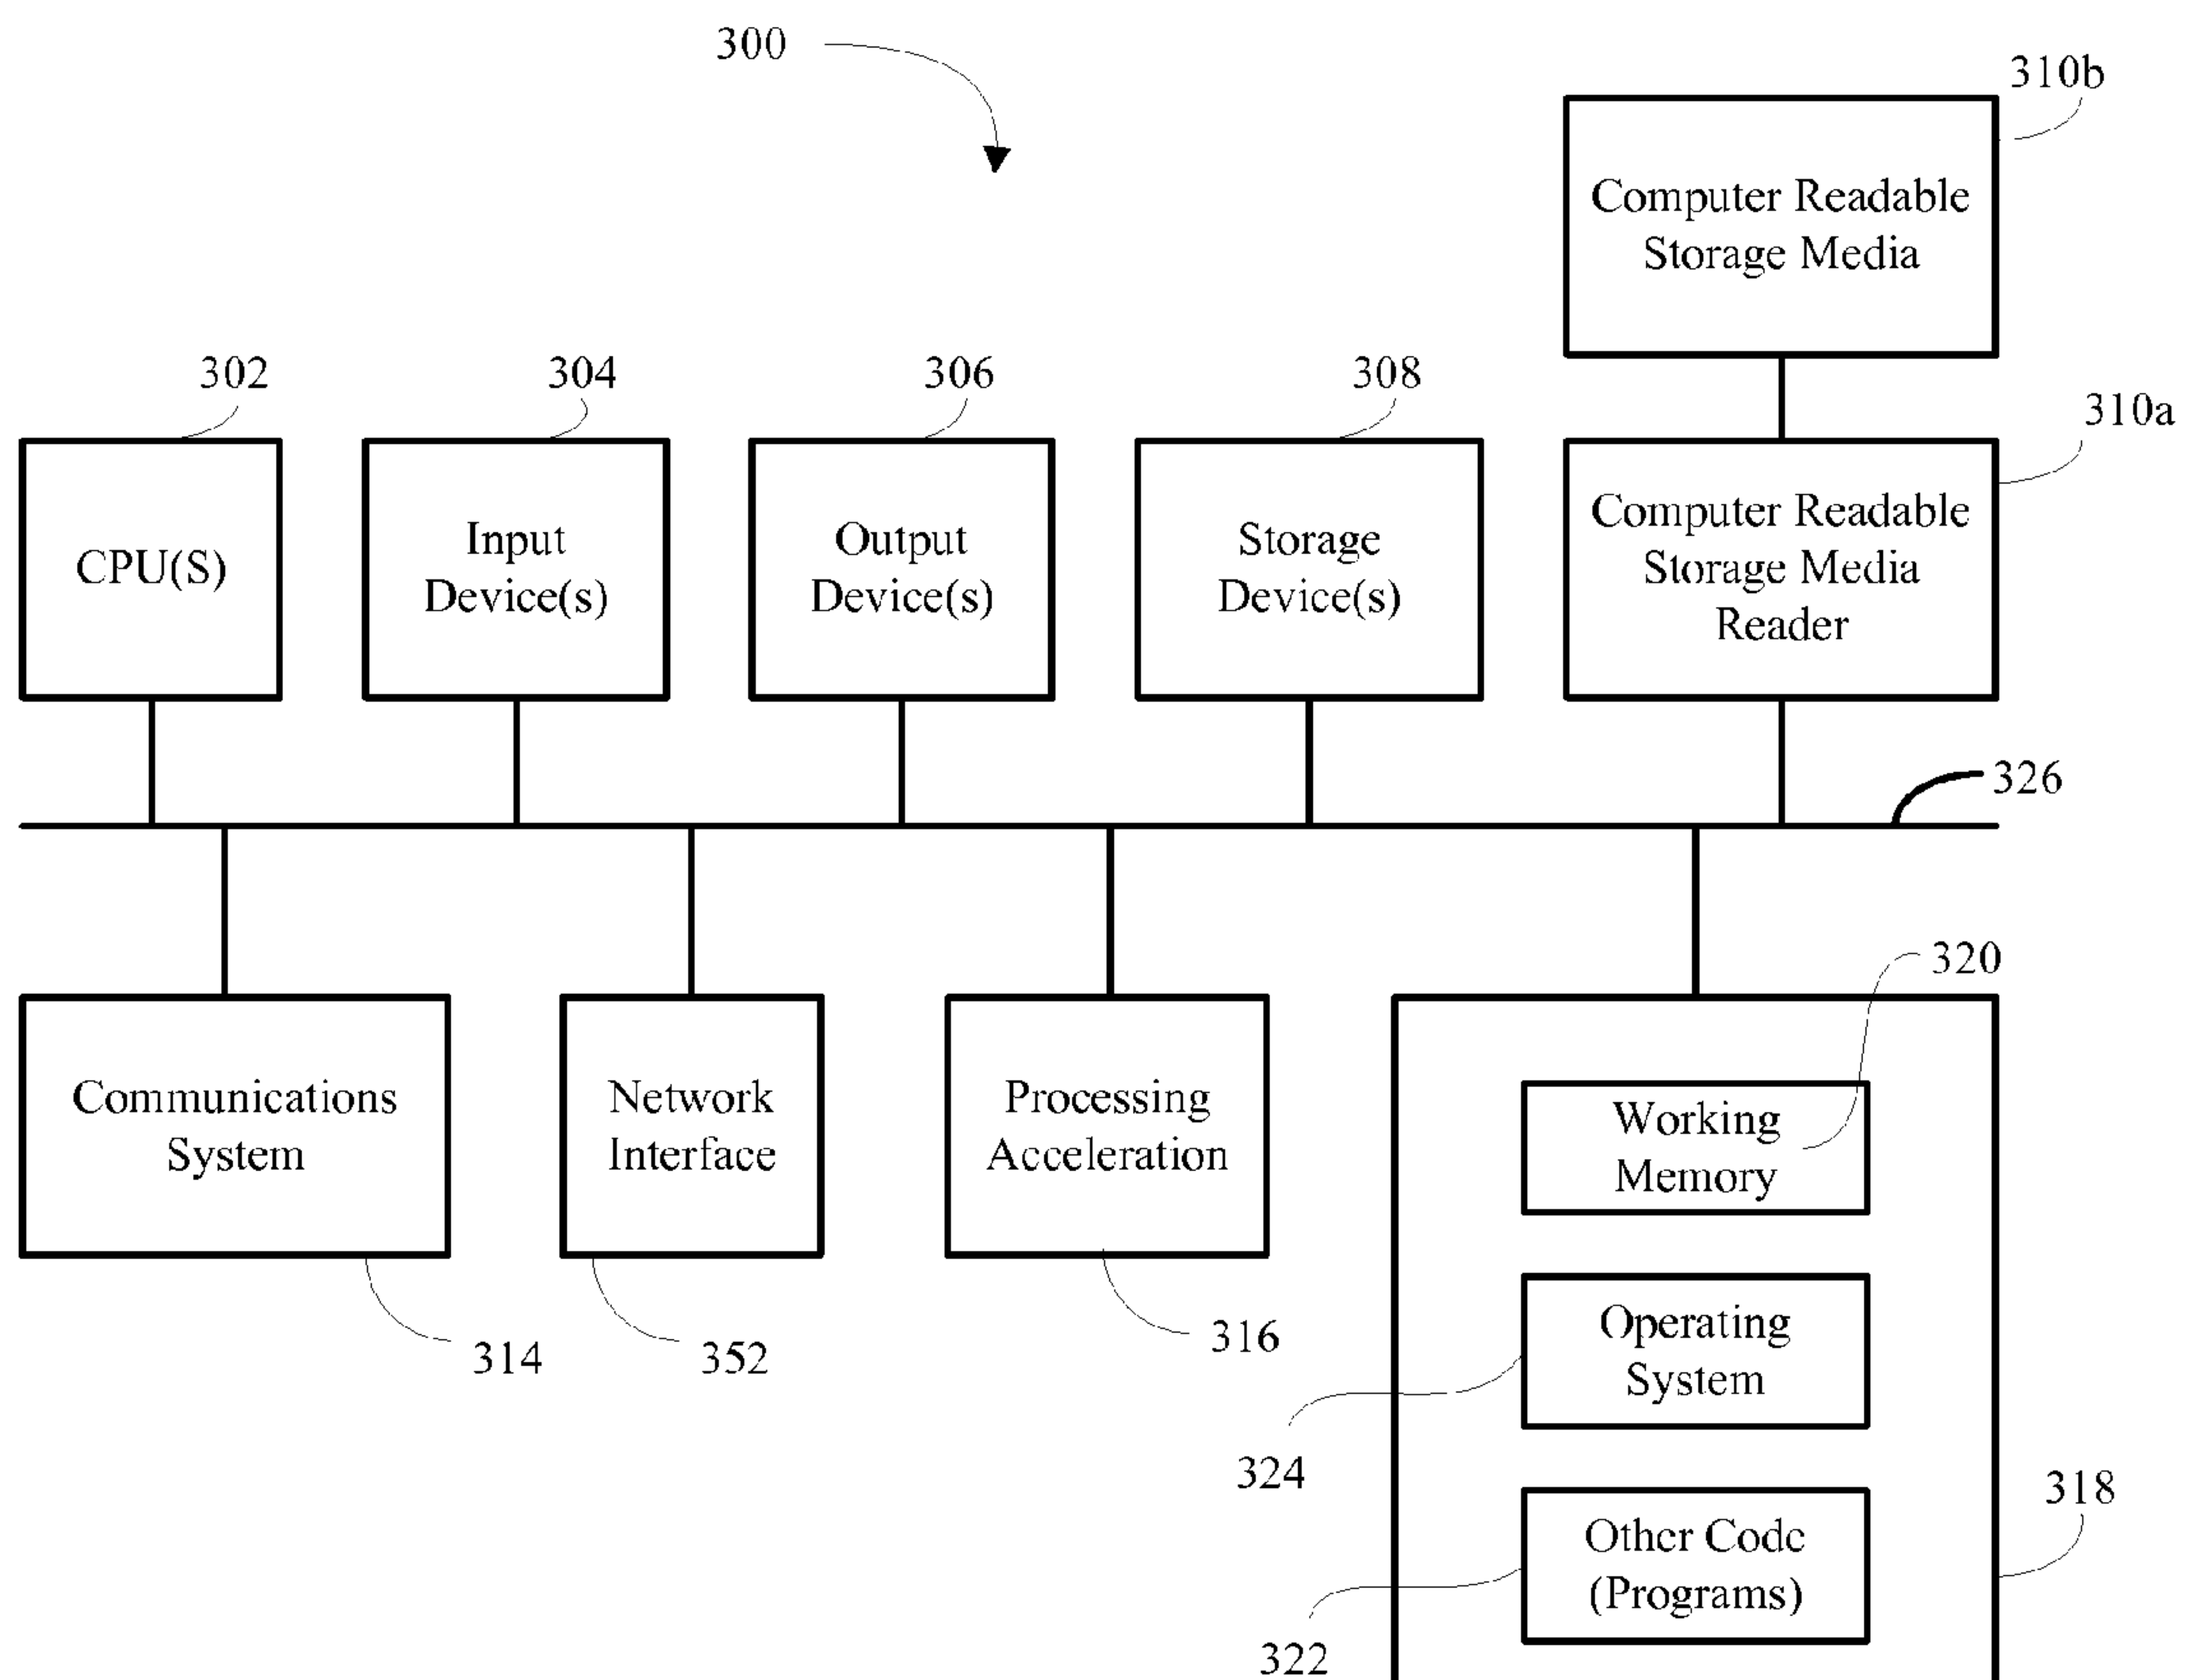 300
310b
Computer Readable
Storage Media
302
304
306
308
310a
CPU(S)
Input
Device(s)
Output
Device(s)
Storage
Device(s)
Computer Readable
Storage Media
Reader
326
320
Communications
System
Network
Interface
Processing
Acceleration
Working
Memory
314
352
316
Operating
System
324
318
Other Code
(Programs)
322